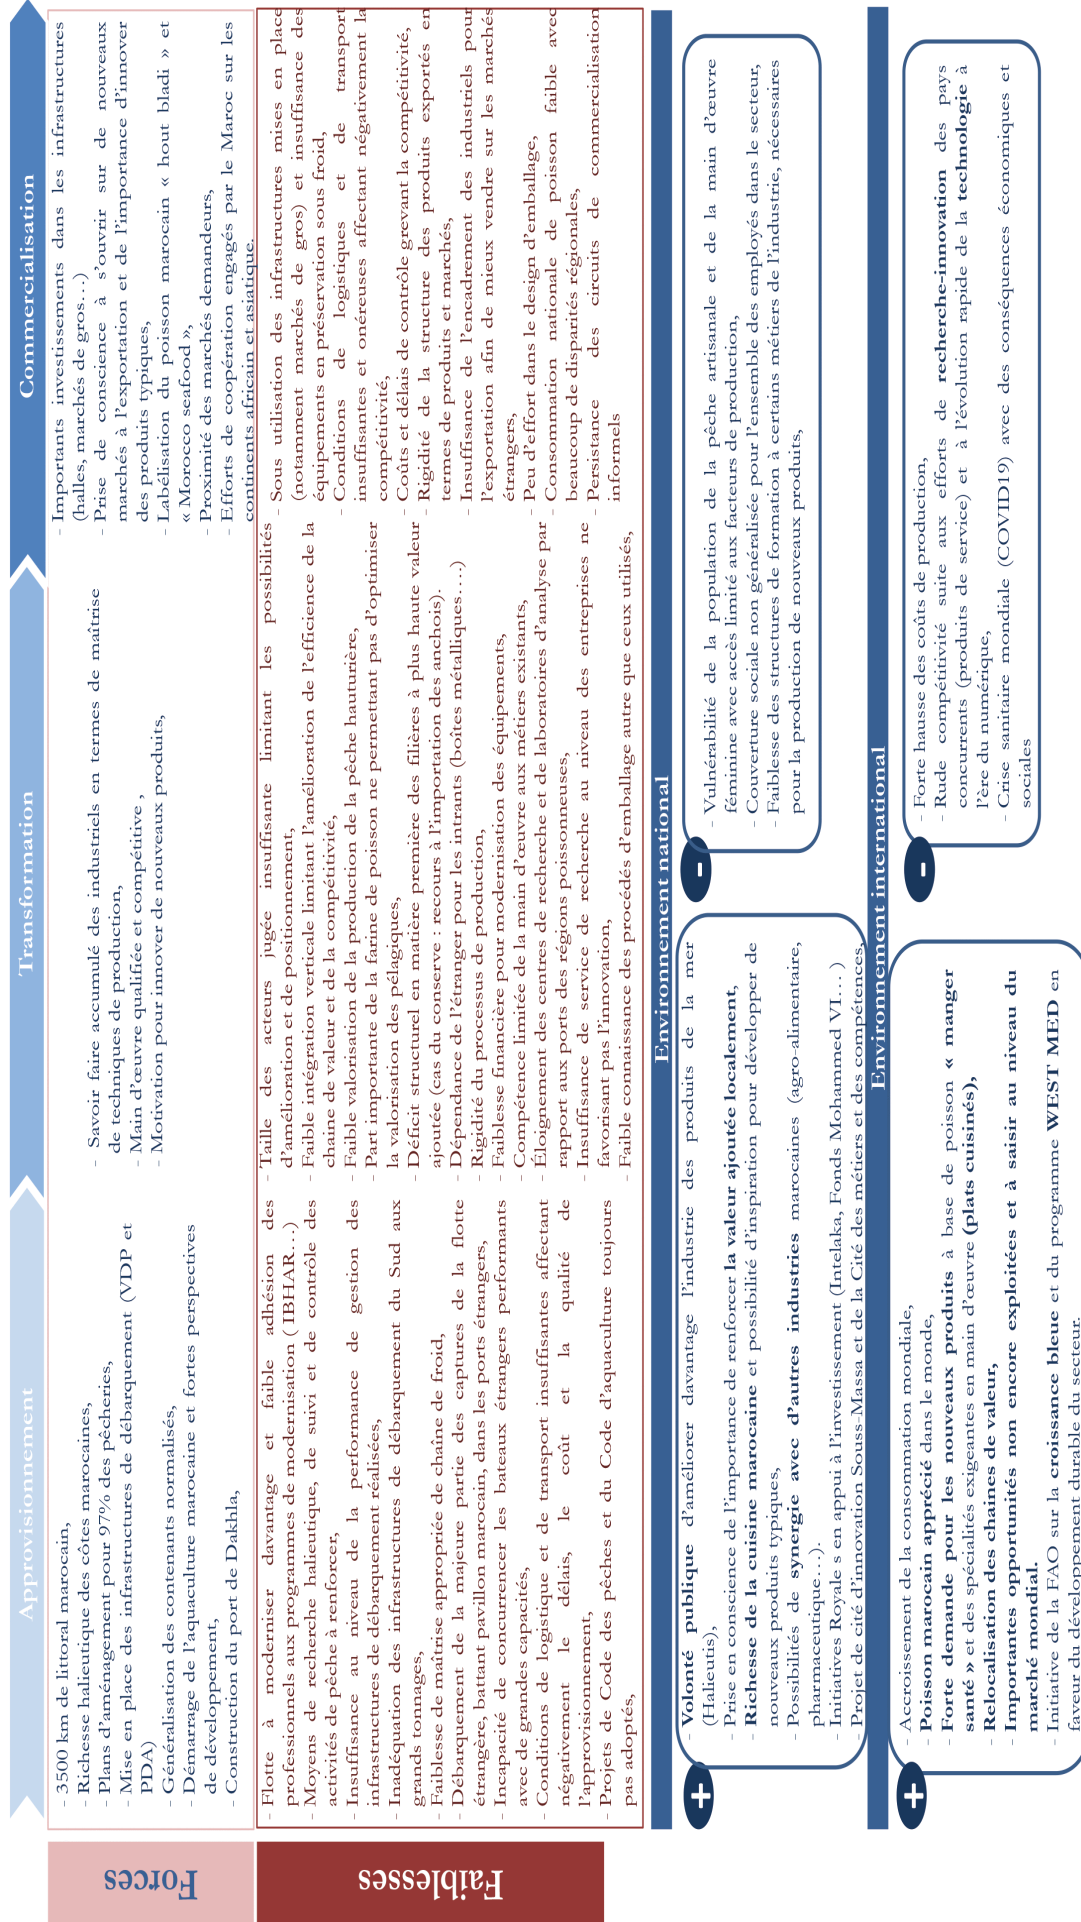 Approvisionnement
Transformation
Commercialisation
Forces
- 3500 km de littoral marocain,
- Richesse halieutique des côtes marocaines,
- Plans d'aménagement pour 97% des pêcheries,
- Mise en place des infrastructures de débarquement (VDP et
PDA)
- Généralisation des contenants normalisés,
- Démarrage de l'aquaculture marocaine et fortes perspectives
de développement,
- Construction du port de Dakhla,
- Savoir faire accumulé des industriels en termes de maîtrise
de techniques de production,
- Main d'œuvre qualifiée et compétitive ,
- Motivation pour innover de nouveaux produits,
- Importants investissements dans les infrastructures
(halles, marchés de gros…)
- Prise de conscience à s'ouvrir sur de nouveaux
marchés à l'exportation et de l'importance d'innover
des produits typiques,
- Labélisation du poisson marocain « hout bladi » et
« Morocco seafood »,
- Proximité des marchés demandeurs,
- Efforts de coopération engagés par le Maroc sur les
continents africain et asiatique.
Faiblesses
- Flotte à moderniser davantage et faible adhésion des
professionnels aux programmes de modernisation ( IBHAR…)
- Moyens de recherche halieutique, de suivi et de contrôle des
activités de pêche à renforcer,
- Insuffisance au niveau de la performance de gestion des
infrastructures de débarquement réalisées,
- Inadéquation des infrastructures de débarquement du Sud aux
grands tonnages,
- Faiblesse de maîtrise appropriée de chaîne de froid,
- Débarquement de la majeure partie des captures de la flotte
étrangère, battant pavillon marocain, dans les ports étrangers,
- Incapacité de concurrencer les bateaux étrangers performants
avec de grandes capacités,
- Conditions de logistique et de transport insuffisantes affectant
négativement le délais, le coût et la qualité de
l'approvisionnement,
- Projets de Code des pêches et du Code d'aquaculture toujours
pas adoptés,
- Taille des acteurs jugée insuffisante limitant les possibilités
d'amélioration et de positionnement,
- Faible intégration verticale limitant l'amélioration de l'efficience de la
chaine de valeur et de la compétitivité,
- Faible valorisation de la production de la pêche hauturière,
- Part importante de la farine de poisson ne permettant pas d'optimiser
la valorisation des pélagiques,
- Déficit structurel en matière première des filières à plus haute valeur
ajoutée (cas du conserve : recours à l'importation des anchois).
- Dépendance de l'étranger pour les intrants (boîtes métalliques….)
- Rigidité du processus de production,
- Faiblesse financière pour modernisation des équipements,
- Compétence limitée de la main d'œuvre aux métiers existants,
- Éloignement des centres de recherche et de laboratoires d'analyse par
rapport aux ports des régions poissonneuses,
- Insuffisance de service de recherche au niveau des entreprises ne
favorisant pas l'innovation,
- Faible connaissance des procédés d'embalage autre que ceux utilisés,
- Sous utilisation des infrastructures mises en place
(notamment marchés de gros) et insuffisance des
équipements en préservation sous froid,
- Conditions de logistiques et de transport
insuffisantes et onéreuses affectant négativement la
compétitivité,
- Coûts et délais de contrôle grevant la compétitivité,
- Rigidité de la structure des produits exportés en
termes de produits et marchés,
- Insuffisance de l'encadrement des industriels pour
l'exportation afin de mieux vendre sur les marchés
étrangers,
- Peu d'effort dans le design d'emballage,
- Consommation nationale de poisson faible avec
beaucoup de disparités régionales,
- Persistance des circuits de commercialisation
informels
Environnement national
+
- Volonté publique d'améliorer davantage l'industrie des produits de la mer
(Halieutis),
- Prise en conscience de l'importance de renforcer la valeur ajoutée localement,
- Richesse de la cuisine marocaine et possibilité d'inspiration pour développer de
nouveaux produits typiques,
- Possibilités de synergre avec d'autres industries marocaines (agro-alimentaire,
pharmaceutique…).
- Initiatives Royale s en appui à l'investissement (Intelaka, Fonds Mohammed VI…)
- Projet de cité d'innovation Souss-Massa et de la Cité des métiers et des compétences,
-
- Vulnérabilité de la population de la pêche artisanale et de la main d'œuvre
féminine avec accès limité aux facteurs de production,
- Couverture sociale non généralisée pour l'ensemble des employés dans le secteur,
- Faiblesse des structures de formation à certains métiers de l'industrie, nécessaires
pour la production de nouveaux produits,
Environnement international
+
- Accroissement de la consommation mondiale,
- Poisson marocain apprécié dans le monde,
- Forte demande pour les nouveaux produits à base de poisson « manger
santé » et des spécialités exigeantes en main d'œuvre (plats cuisinés),
- Relocalisation des chaines de valeur,
- Importantes opportunités non encore exploitées et à saisir au niveau du
marché mondial.
- Initiative de la FAO sur la croissance bleue et du programme WEST MED en
faveur du développement durable du secteur.
-
- Forte hausse des coûts de production,
- Rude compétitivité suite aux efforts de recherche-innovation des pays
concurrents (produits de service) et à l'évolution rapide de la technologie à
l'ère du numérique,
- Crise sanitaire mondiale (COVID19) avec des conséquences économiques et
sociales